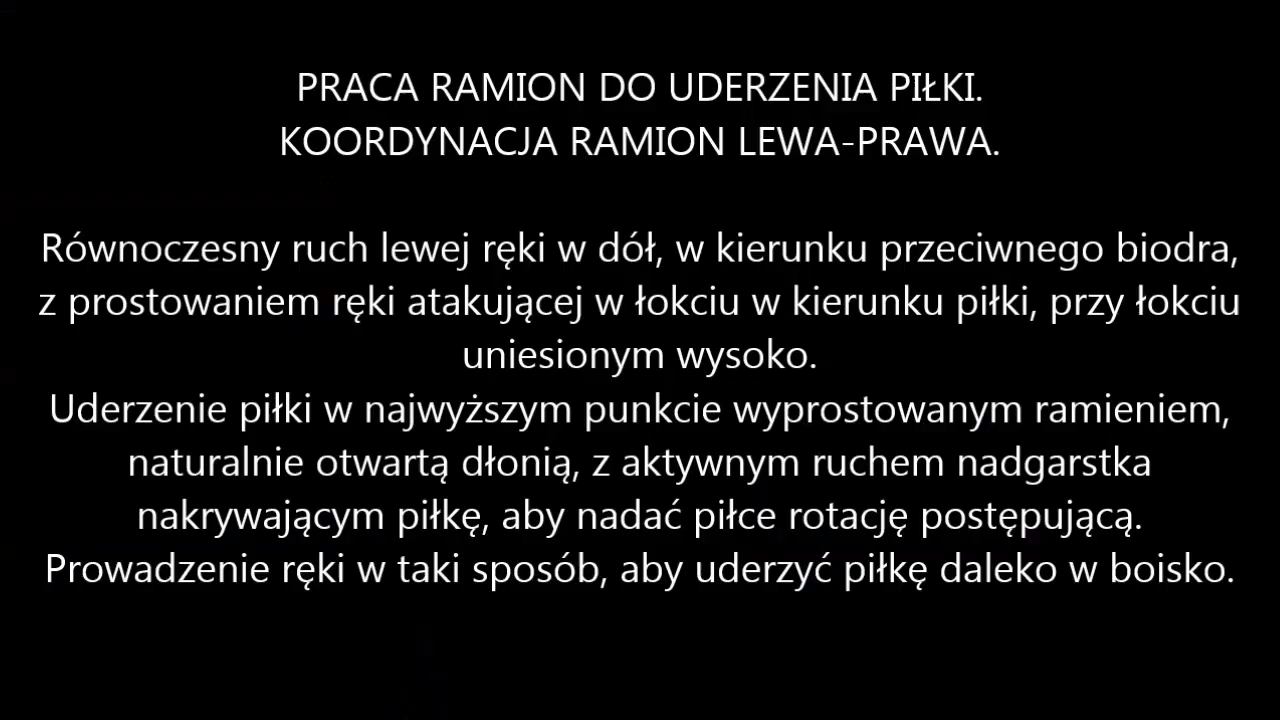 PRACA RAMION DO UDERZENIA PIŁKI.
KOORDYNACJA RAMION LEWA-PRAWA.
Równoczesny ruch lewej ręki w dół, w kierunku przeciwnego biodra,
z prostowaniem ręki atakującej w łokciu w kierunku piłki, przy łokciu
uniesionym wysoko.
Uderzenie piłki w najwyższym punkcie wyprostowanym ramieniem,
naturalnie otwartą dłonią, z aktywnym ruchem nadgarstka
nakrywającym piłkę, aby nadać piłce rotację postępującą.
Prowadzenie ręki w taki sposób, aby uderzyć piłkę daleko w boisko.